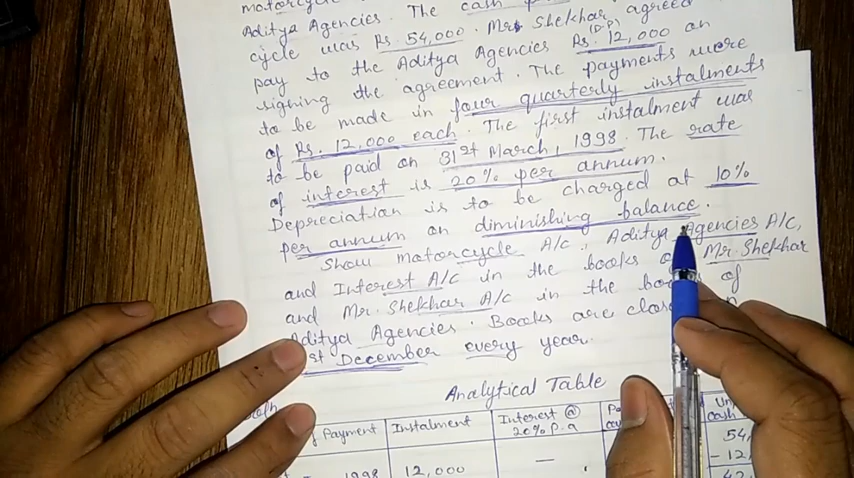 motorcycle
Aditya Agencies. The cash
cycle was Rs. 54,000. Mr. Shekhar agreed
pay to the Aditya Agencies Rs. 12,000 on
(D.P)
signing the agreement. The payments were
to be made in four quarterly instalments
of Rs. 12,000 each. The first instalment was
to be paid on 31st March, 1998. The rate
of interest is 20% per annum.
Depreciation is to be charged at 10%
per annum on diminishing balance.
Show motorcycle A/C, Aditya Agencies A/C,
and Interest A/C in the books Mr. Shekhar
and Mr. Shekhar A/C in the of
Aditya Agencies. Books are
st December every year.
Analytical Table
of Payment Instalment Interest @
20% P.a
cash
1998 12,000 — 54,
- 12
42,